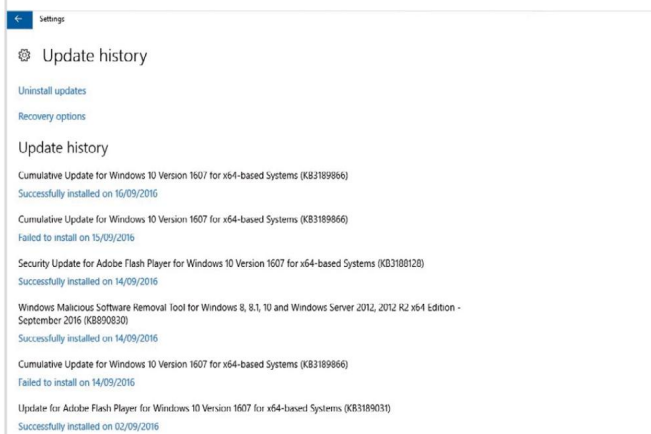 Settings
Update history
Uninstall updates
Recovery options
Update history
Cumulative Update for Windows 10 Version 1607 for x64-based Systems (KB3189866)
Successfully installed on 16/09/2016
Cumulative Update for Windows 10 Version 1607 for x64-based Systems (KB3189866)
Failed to install on 15/09/2016
Security Update for Adobe Flash Player for Windows 10 Version 1607 for x64-based Systems (KB3188128)
Successfully installed on 14/09/2016
Windows Malicious Software Removal Tool for Windows 8, 8.1, 10 and Windows Server 2012, 2012 R2 x64 Edition -
September 2016 (KB890830)
Successfully installed on 14/09/2016
Cumulative Update for Windows 10 Version 1607 for x64-based Systems (KB3189866)
Failed to install on 14/09/2016
Update for Adobe Flash Player for Windows 10 Version 1607 for x64-based Systems (KB3189031)
Successfully installed on 02/09/2016